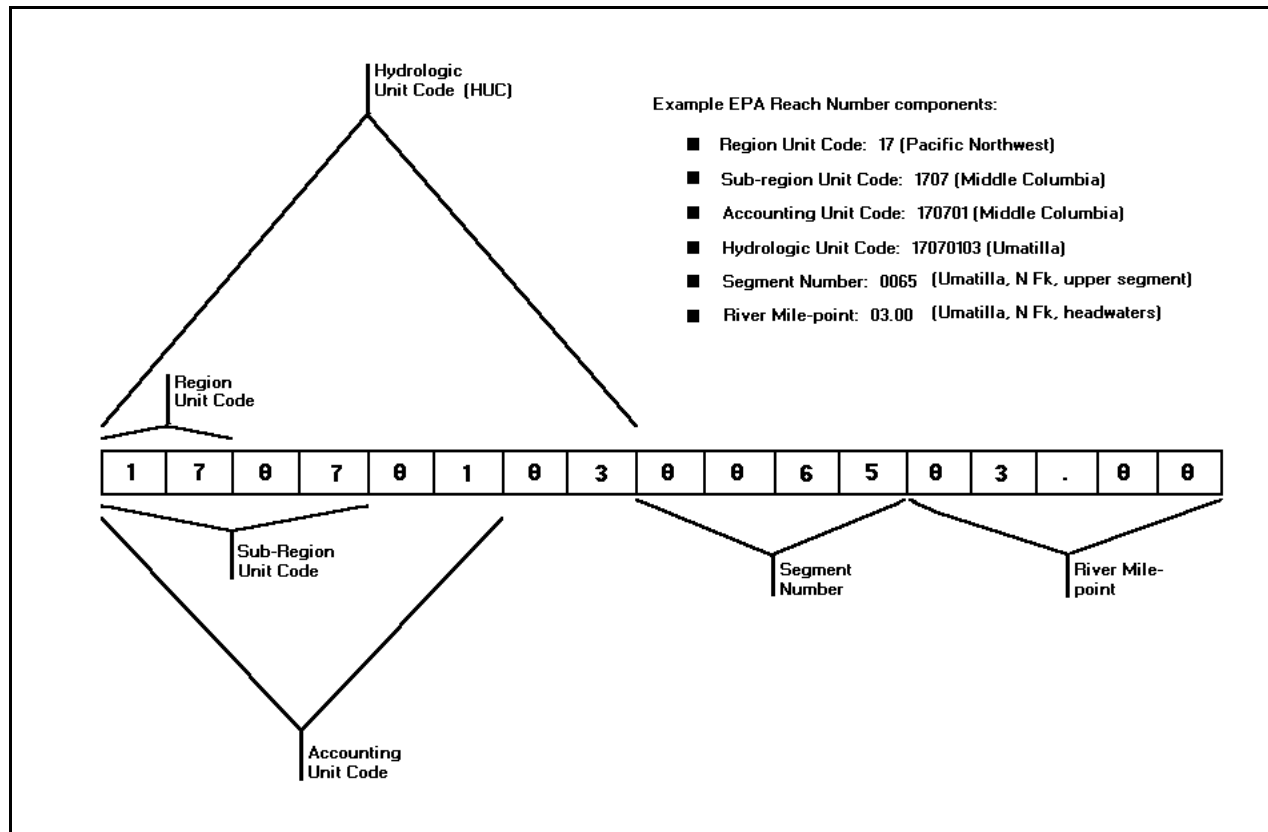 Hydrologic
Unit Code (HUC)
Example EPA Reach Number components:
■ Region Unit Code: 17 (Pacific Northwest)
■ Sub-region Unit Code: 1707 (Middle Columbia)
■ Accounting Unit Code: 170701 (Middle Columbia)
■ Hydrologic Unit Code: 17070103 (Umatilla)
■ Segment Number: 0065 (Umatilla, N Fk, upper segment)
■ River Mile-point: 03.00 (Umatilla, N Fk, headwaters)
Region
Unit Code
1 7 0 7 0 1 0 3 0 0 6 5 0 3 . 0 0
Sub-Region
Unit Code
Segment
Number
River Mile-
point
Accounting
Unit Code